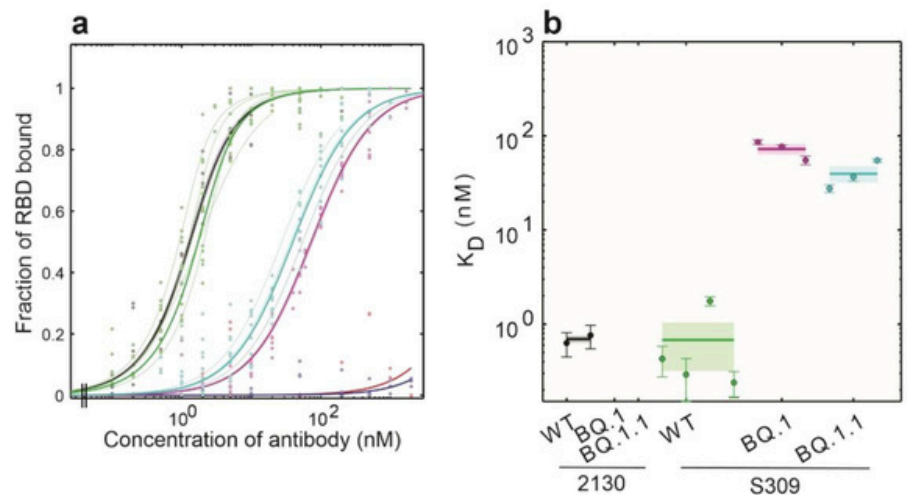 a
Fraction of RBD bound
1
0.8
0.6
0.4
0.2
0
10^0
10^2
Concentration of antibody (nM)
b
K_D (nM)
10^3
10^2
10^1
10^0
WT
BQ.1
BQ.1.1
WT
BQ.1
BQ.1.1
2130
S309